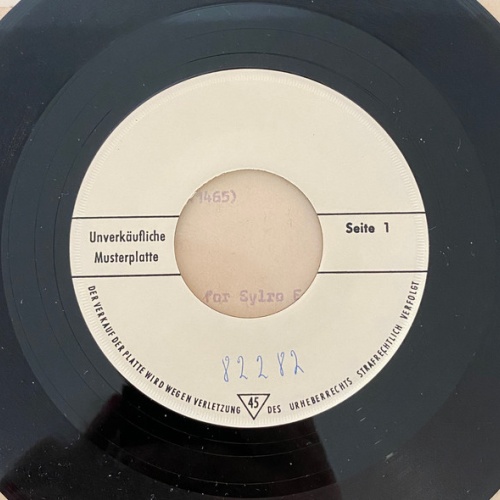 1465)
Unverkäufliche
Musterplatte
Seite 1
for Sylro
82282
DER VERKAUF DER PLATTE WIRD WEGEN VERLETZUNG 45 DES URHEBERRECHTS STRAFRECHTLICH VERFOLGT